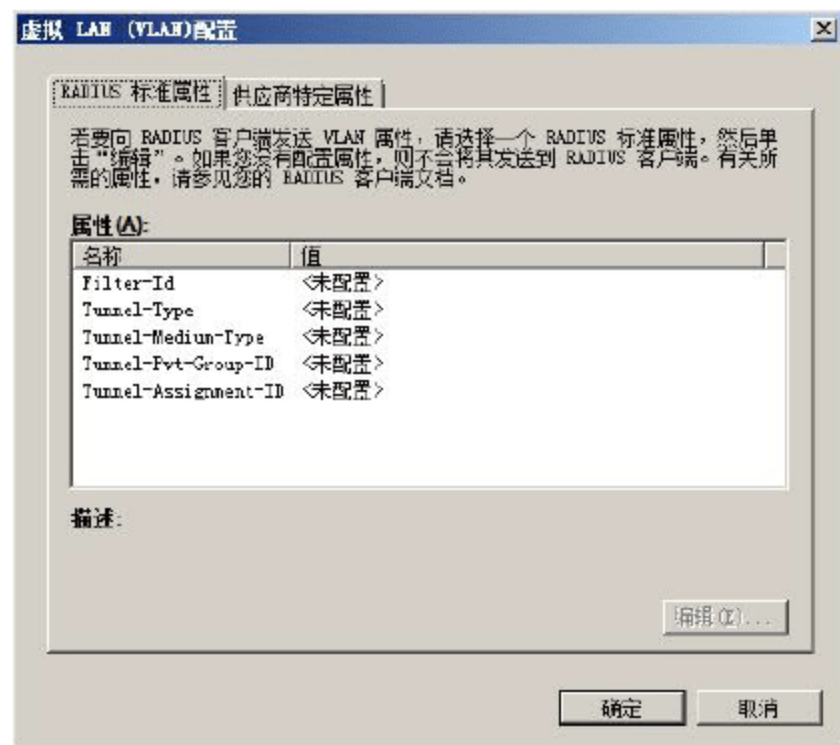 虚拟 LAN (VLAN)配置
RADIUS 标准属性 供应商特定属性
若要向 RADIUS 客户端发送 VLAN 属性，请选择一个 RADIUS 标准属性，然后单
击“编辑”。如果您没有配置属性，则不会将其发送到 RADIUS 客户端。有关所
需的属性，请参见您的 RADIUS 客户端文档。
属性(A):
名称 值
Filter-Id <未配置>
Tunnel-Type <未配置>
Tunnel-Medium-Type <未配置>
Tunnel-Pvt-Group-ID <未配置>
Tunnel-Assignment-ID <未配置>
描述:
编辑(E)...
确定 取消